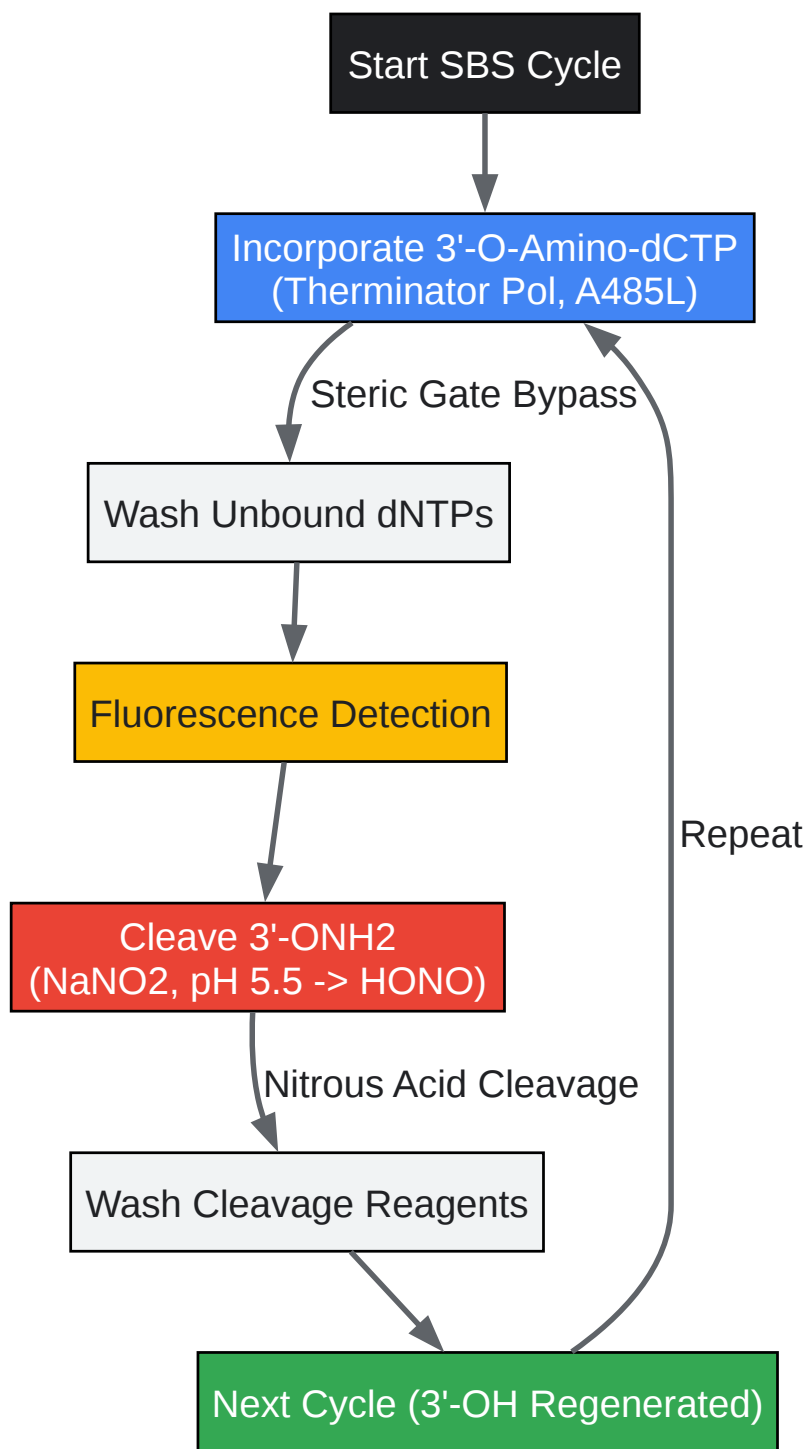 Start SBS Cycle
Incorporate 3'-O-Amino-dCTP
(Therminator Pol, A485L)
Steric Gate Bypass
Wash Unbound dNTPs
Fluorescence Detection
Repeat
Cleave 3'-ONH2
(NaNO2, pH 5.5 -> HONO)
Nitrous Acid Cleavage
Wash Cleavage Reagents
Next Cycle (3'-OH Regenerated)